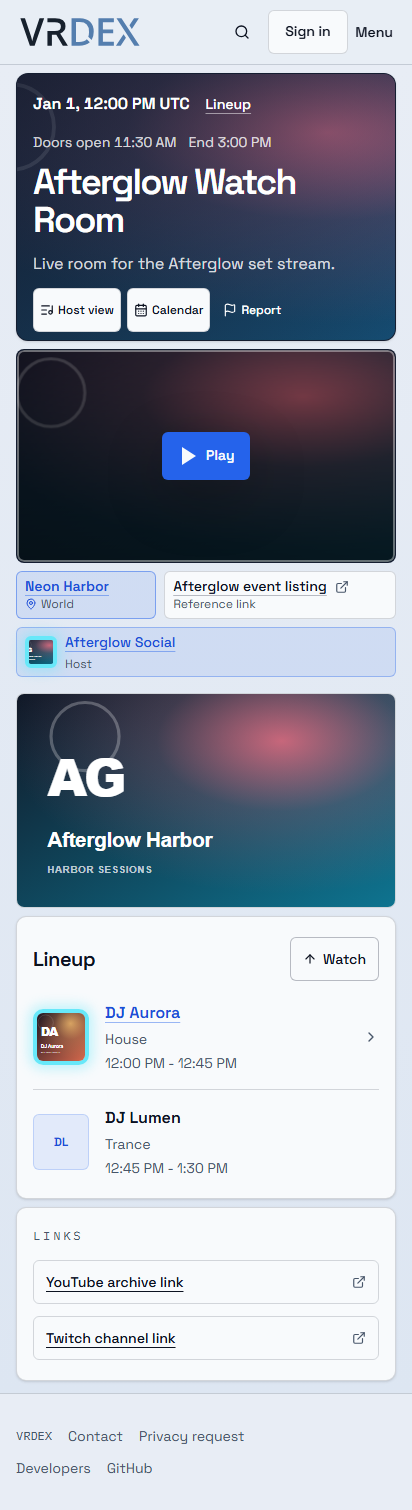 VRDEX
Sign in
Menu
Jan 1, 12:00 PM UTC Lineup
Doors open 11:30 AM End 3:00 PM
Afterglow Watch
Room
Live room for the Afterglow set stream.
Host view
Calendar
Report
Play
Neon Harbor
World
Afterglow event listing
Reference link
Afterglow Social
Host
AG
Afterglow Harbor
HARBOR SESSIONS
Lineup
Watch
DA
DJ Aurora
DJ Aurora
House
12:00 PM - 12:45 PM
DL
DJ Lumen
Trance
12:45 PM - 1:30 PM
LINKS
YouTube archive link
Twitch channel link
VRDEX Contact Privacy request
Developers GitHub